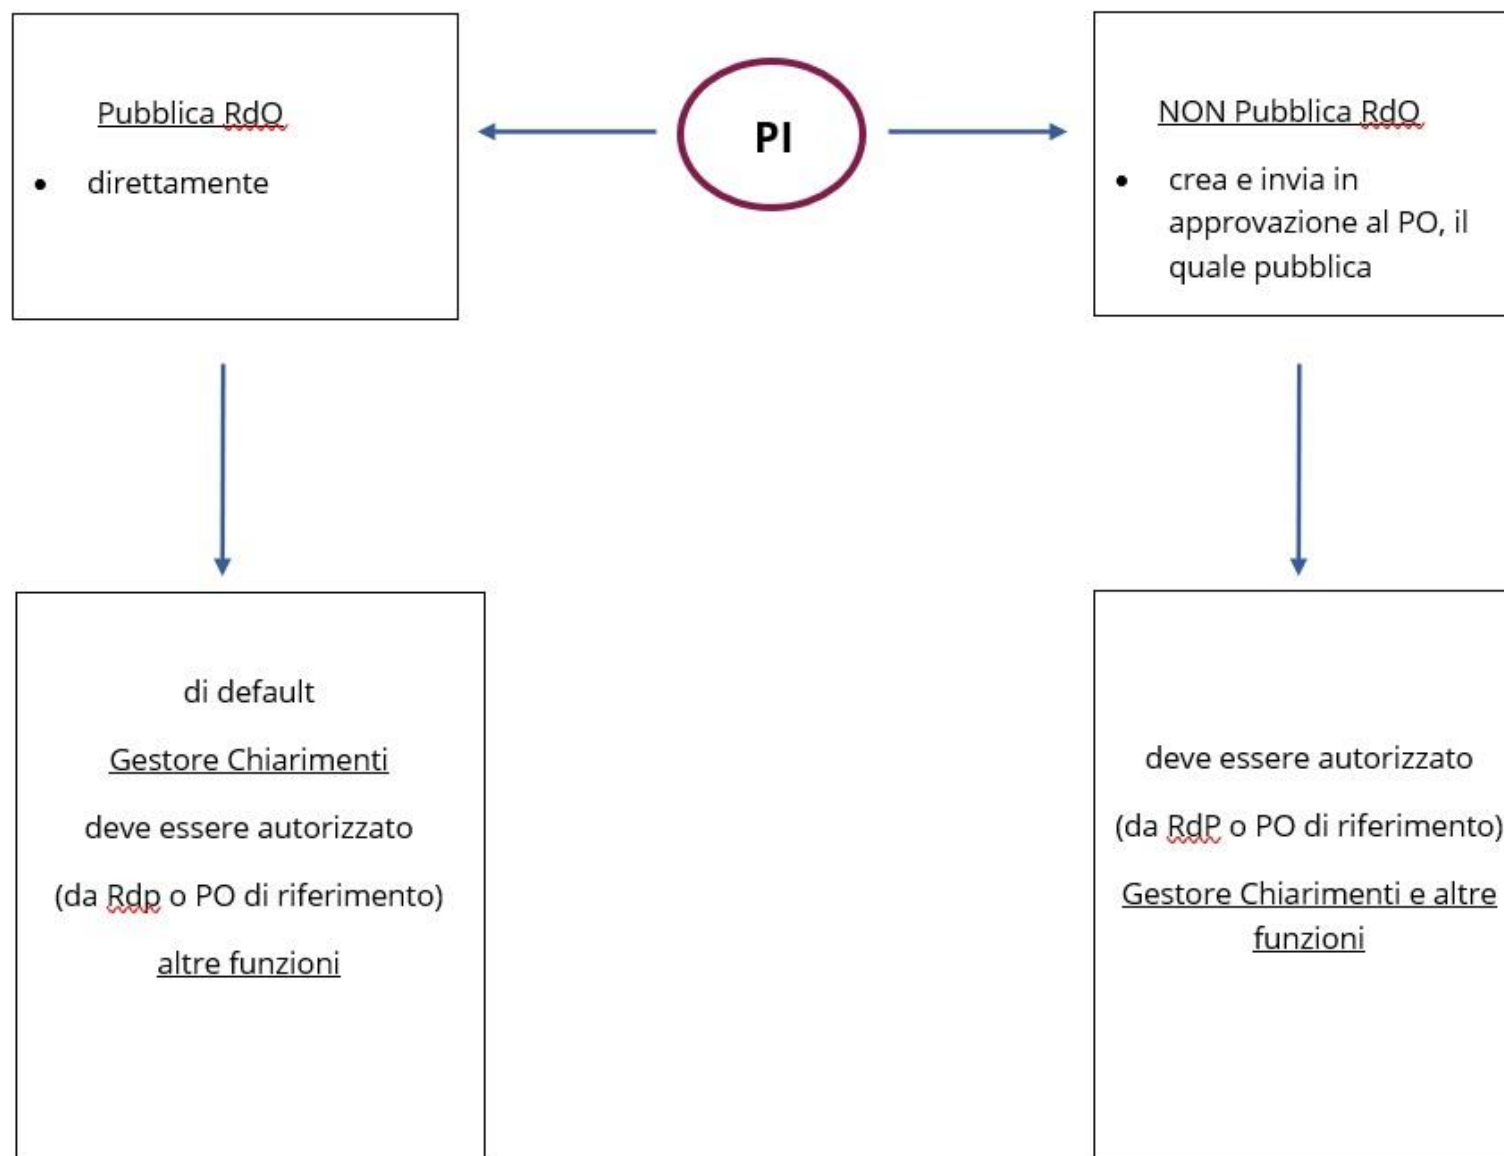 PI
Pubblica RdO
• direttamente
NON Pubblica RdO
• crea e invia in
approvazione al PO, il
quale pubblica
di default
Gestore Chiarimenti
deve essere autorizzato
(da Rdp o PO di riferimento)
altre funzioni
deve essere autorizzato
(da RdP o PO di riferimento)
Gestore Chiarimenti e altre
funzioni